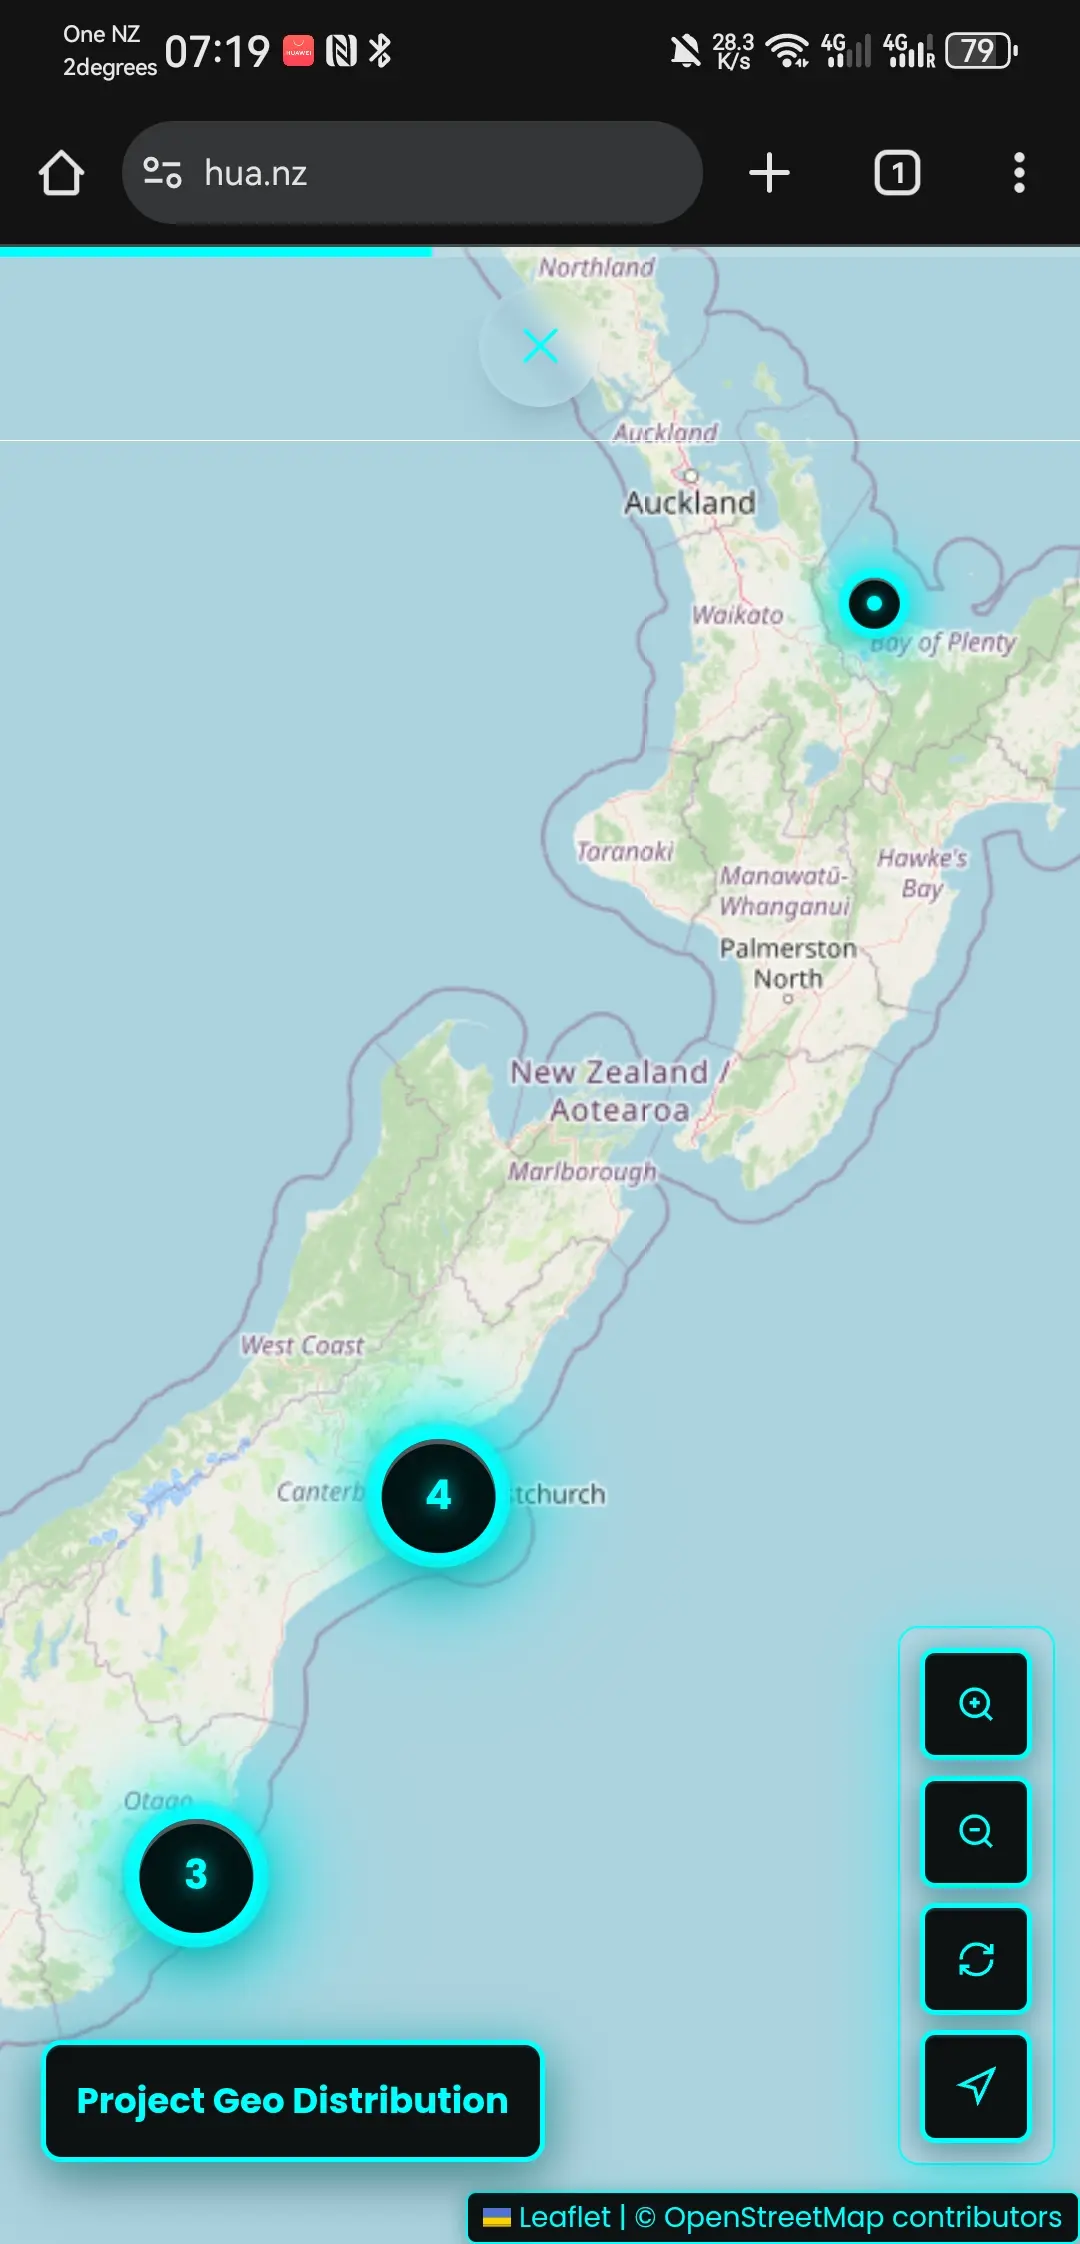 One NZ
2degrees
07:19
HUAWEI
28.3
K/s
4G
4G
R
79
hua.nz
1
Northland
Auckland
Auckland
Waikato
Bay of Plenty
Taranaki
Hawke's
Bay
Manawatū-
Whanganui
Palmerston
North
New Zealand /
Aotearoa
Marlborough
West Coast
Canterb
4
tchurch
Otago
3
Project Geo Distribution
Leaflet | © OpenStreetMap contributors